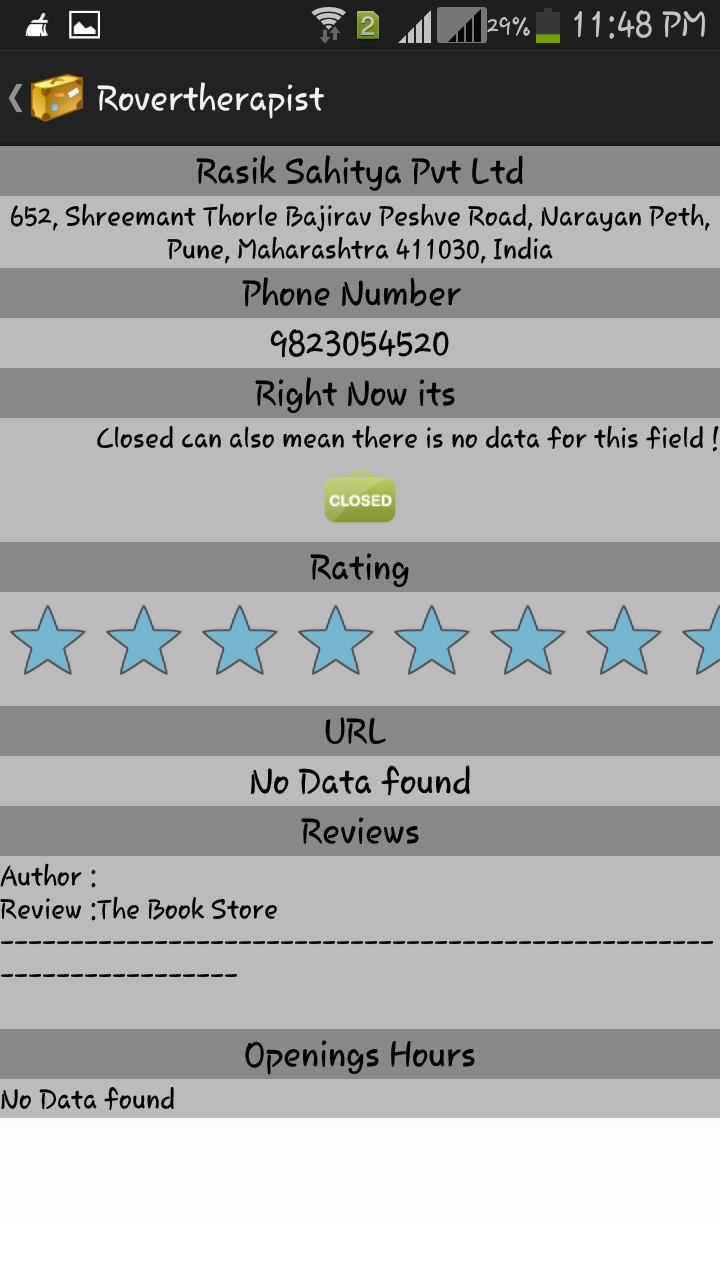 2 29% 11:48 PM
Rovertherapist
Rasik Sahitya Pvt Ltd
652, Shreemant Thorle Bajirav Peshve Road, Narayan Peth,
Pune, Maharashtra 411030, India
Phone Number
9823054520
Right Now its
Closed can also mean there is no data for this field !
CLOSED
Rating
URL
No Data found
Reviews
Author :
Review :The Book Store
--------------------------------------------------
-----------------
Openings Hours
No Data found